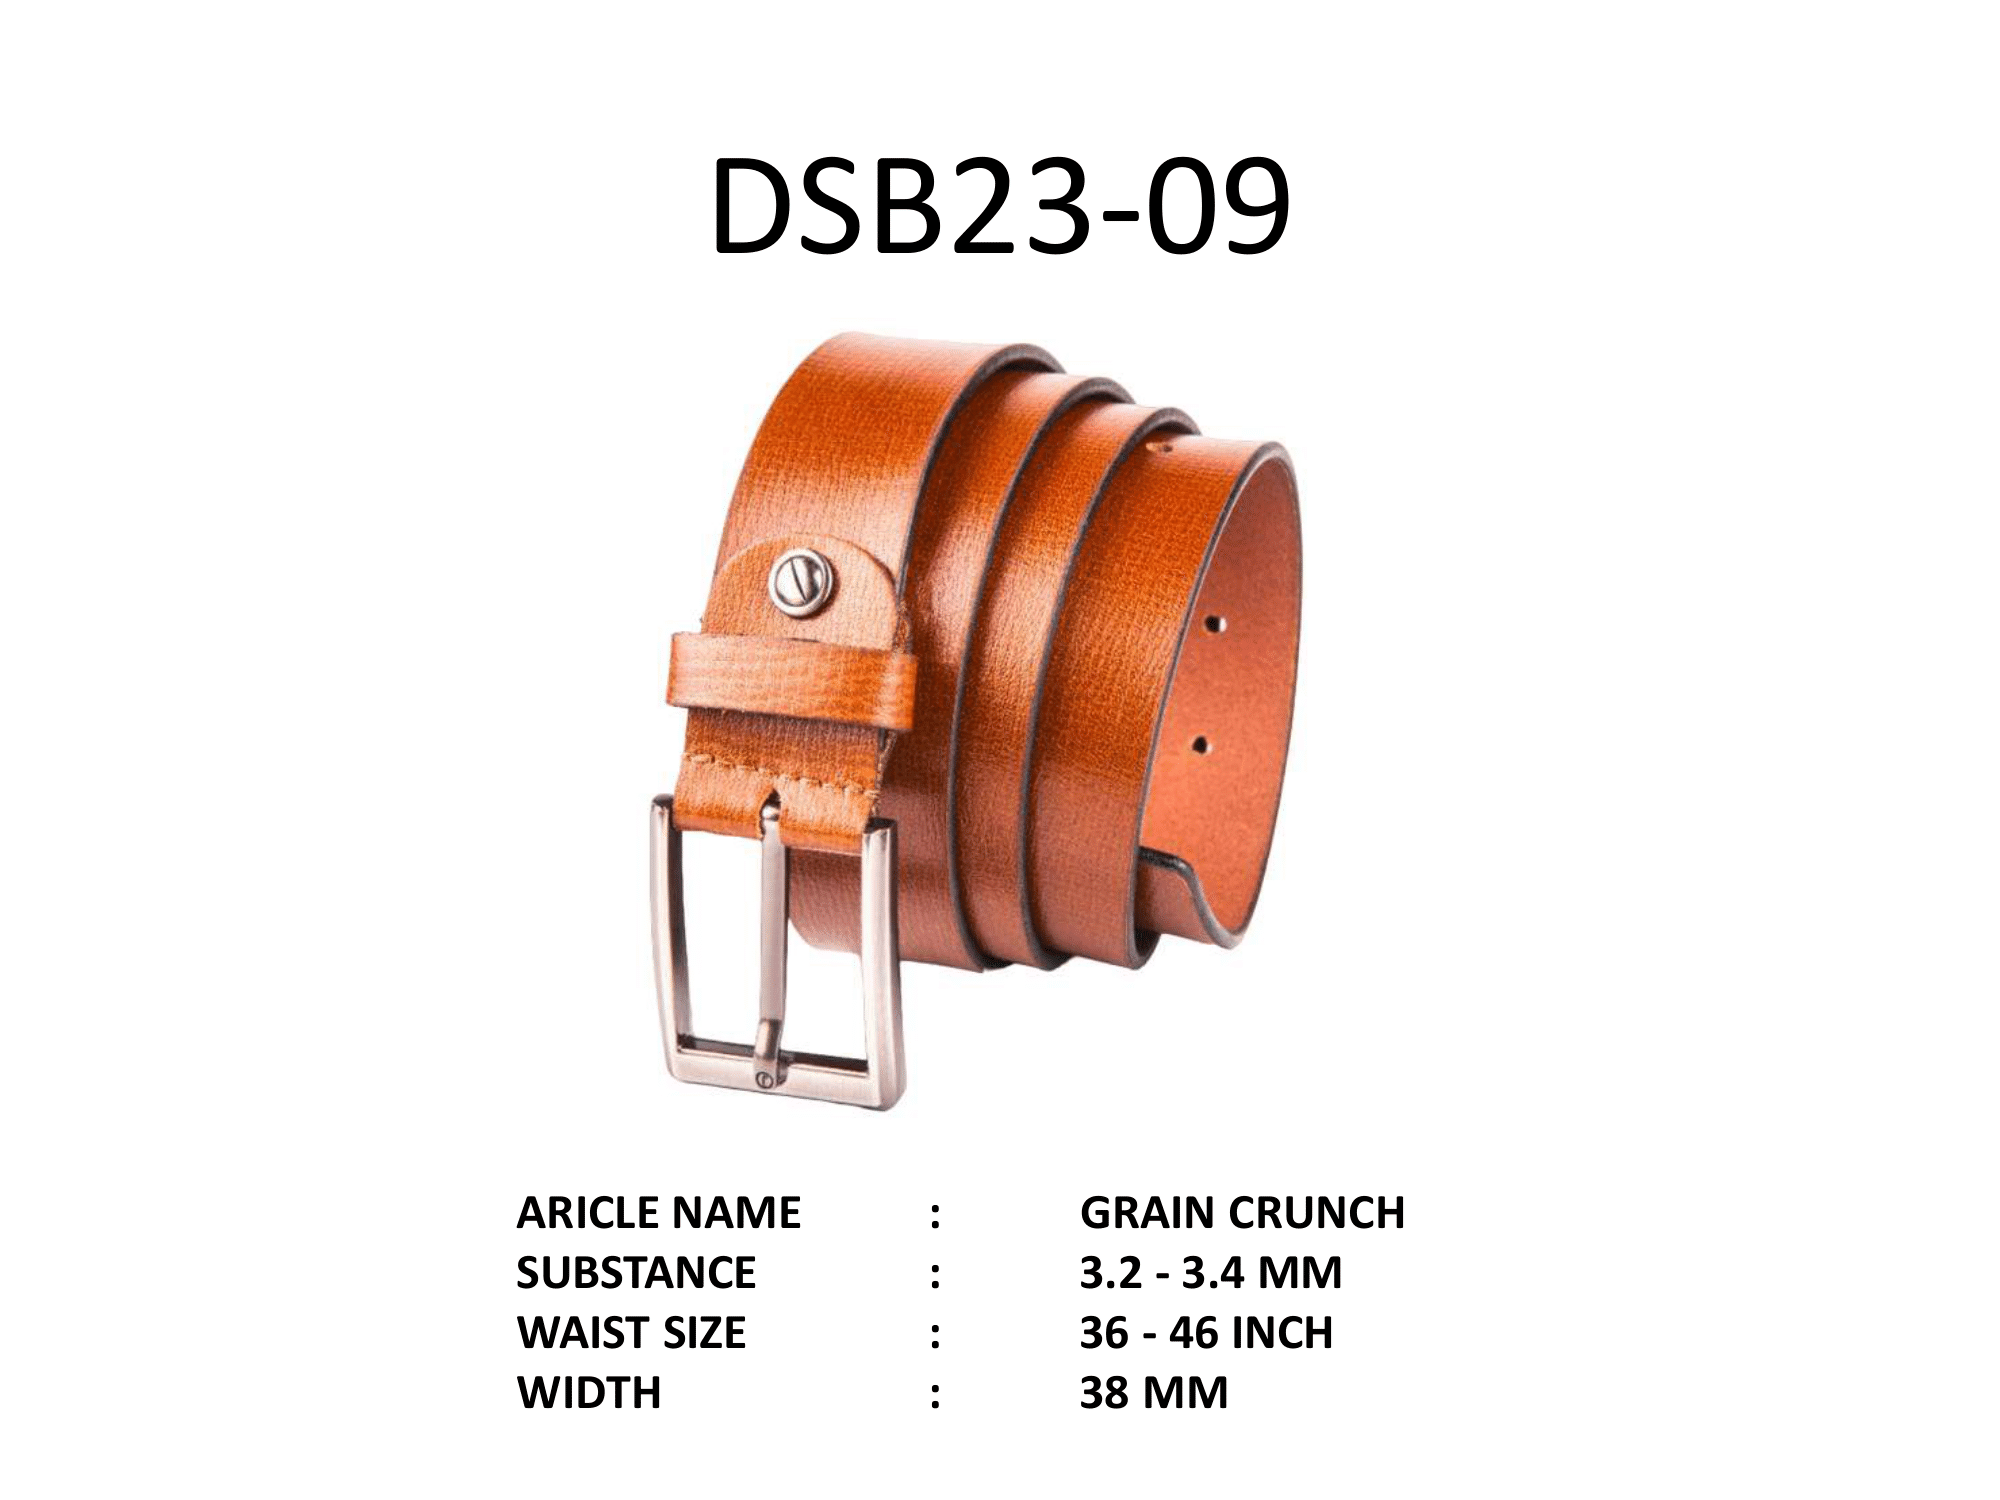 DSB23-09
ARICLE NAME : GRAIN CRUNCH
SUBSTANCE : 3.2 - 3.4 MM
WAIST SIZE : 36 - 46 INCH
WIDTH : 38 MM